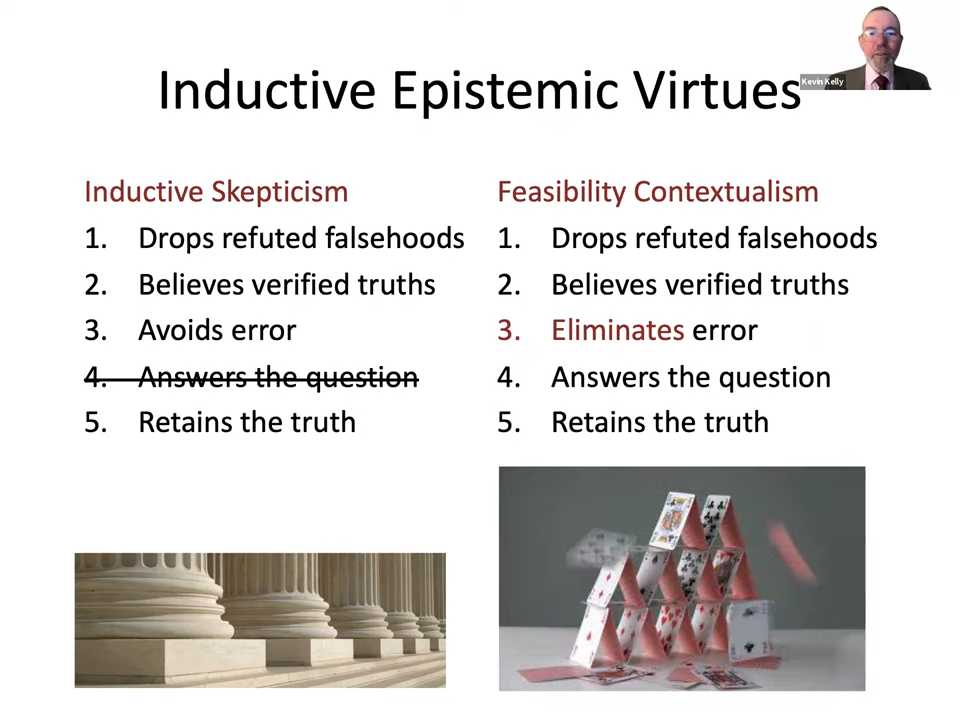 Inductive Epistemic Virtues
Kevin Kelly
Inductive Skepticism
1. Drops refuted falsehoods
2. Believes verified truths
3. Avoids error
4. Answers the question
5. Retains the truth
Feasibility Contextualism
1. Drops refuted falsehoods
2. Believes verified truths
3. Eliminates error
4. Answers the question
5. Retains the truth